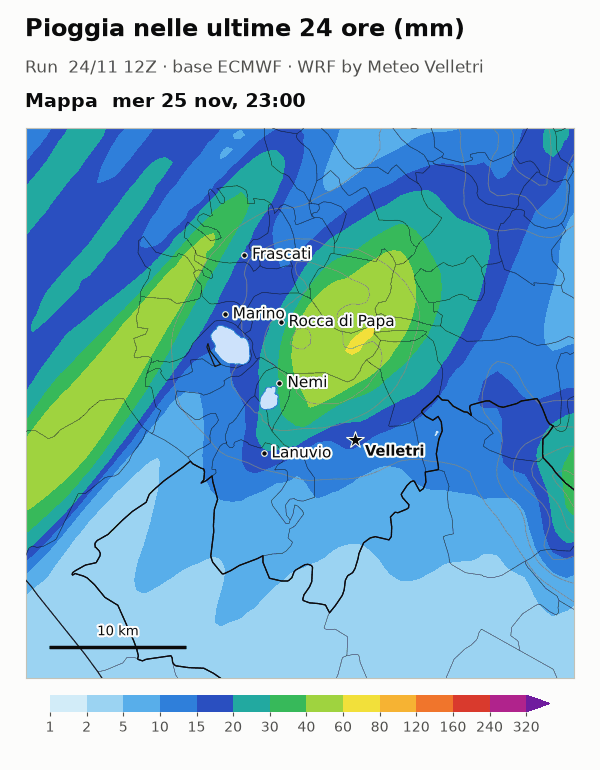 Pioggia nelle ultime 24 ore (mm)
Run  24/11 12Z · base ECMWF · WRF by Meteo Velletri
Mappa  mer 25 nov, 23:00
Frascati
Marino
Rocca di Papa
Nemi
Velletri
Lanuvio
10 km
1 2 5 10 15 20 30 40 60 80 120 160 240 320